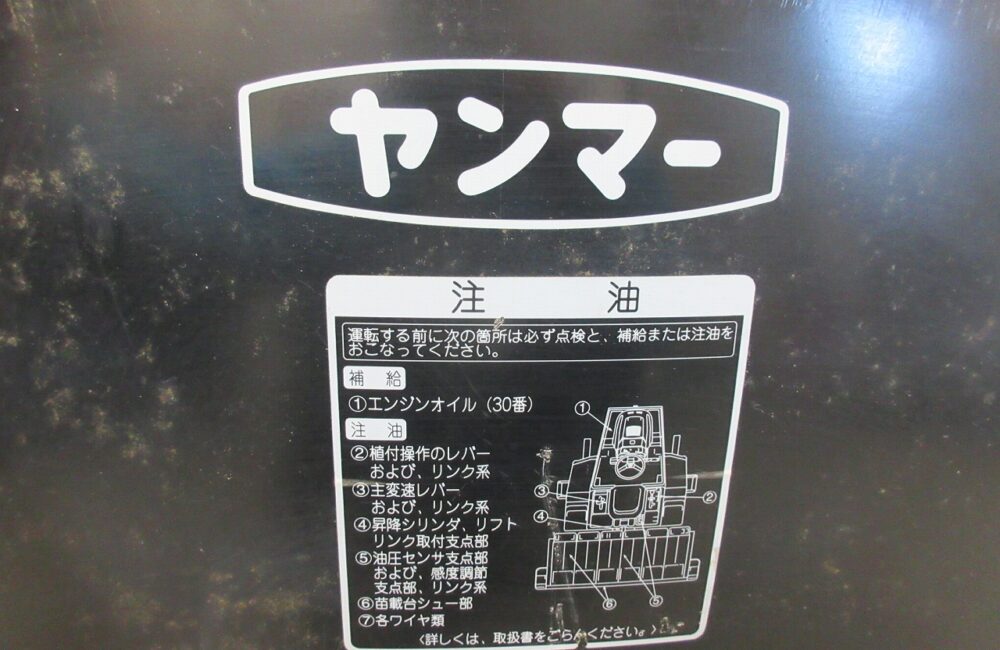 ヤンマー
注 油
運転する前に次の箇所は必ず点検と、補給または注油を
おこなってください。
補 給
①エンジンオイル（30番）
注 油
②植付操作のレバー
および、リンク系
③主変速レバー
および、リンク系
④昇降シリンダ、リフト
リンク取付支点部
⑤油圧センサ支点部
および、感度調節
支点部、リンク系
⑥苗載台シュー部
⑦各ワイヤ類
①
③
②
④
⑥ ⑤
〈詳しくは、取扱書をごらんください。〉